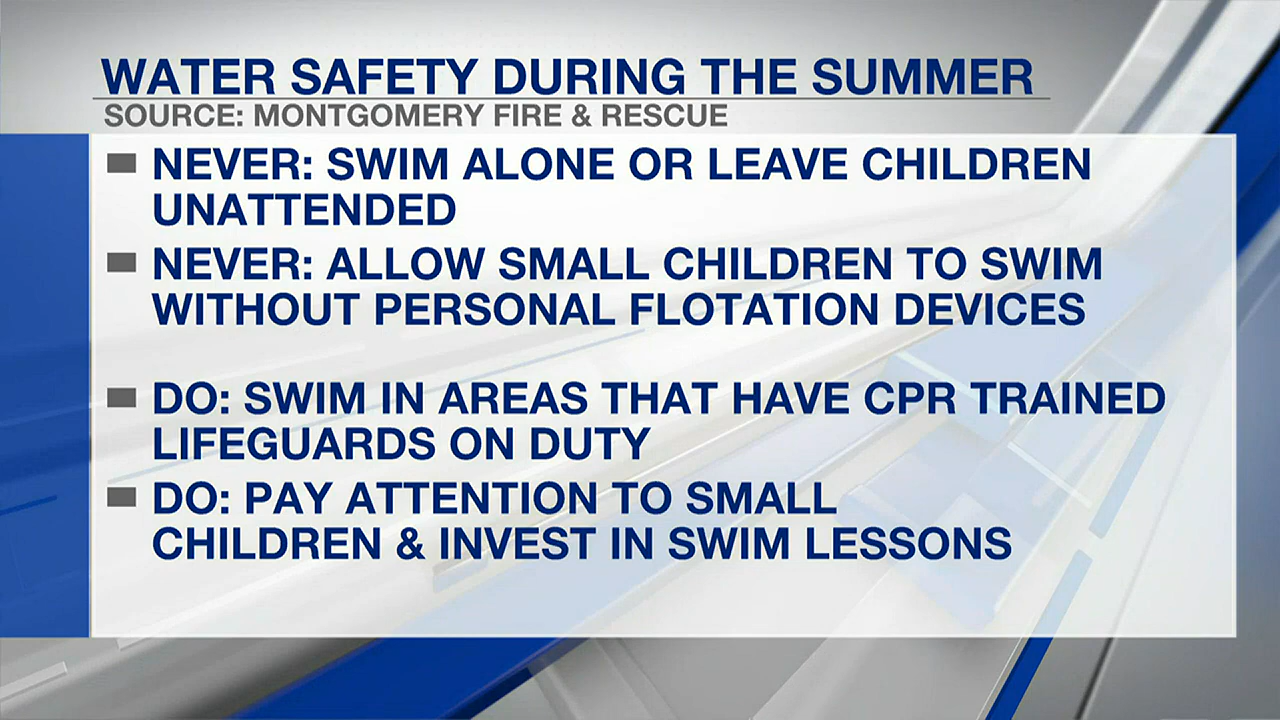 WATER SAFETY DURING THE SUMMER
SOURCE: MONTGOMERY FIRE & RESCUE
NEVER: SWIM ALONE OR LEAVE CHILDREN
UNATTENDED
NEVER: ALLOW SMALL CHILDREN TO SWIM
WITHOUT PERSONAL FLOTATION DEVICES
DO: SWIM IN AREAS THAT HAVE CPR TRAINED
LIFEGUARDS ON DUTY
DO: PAY ATTENTION TO SMALL
CHILDREN & INVEST IN SWIM LESSONS